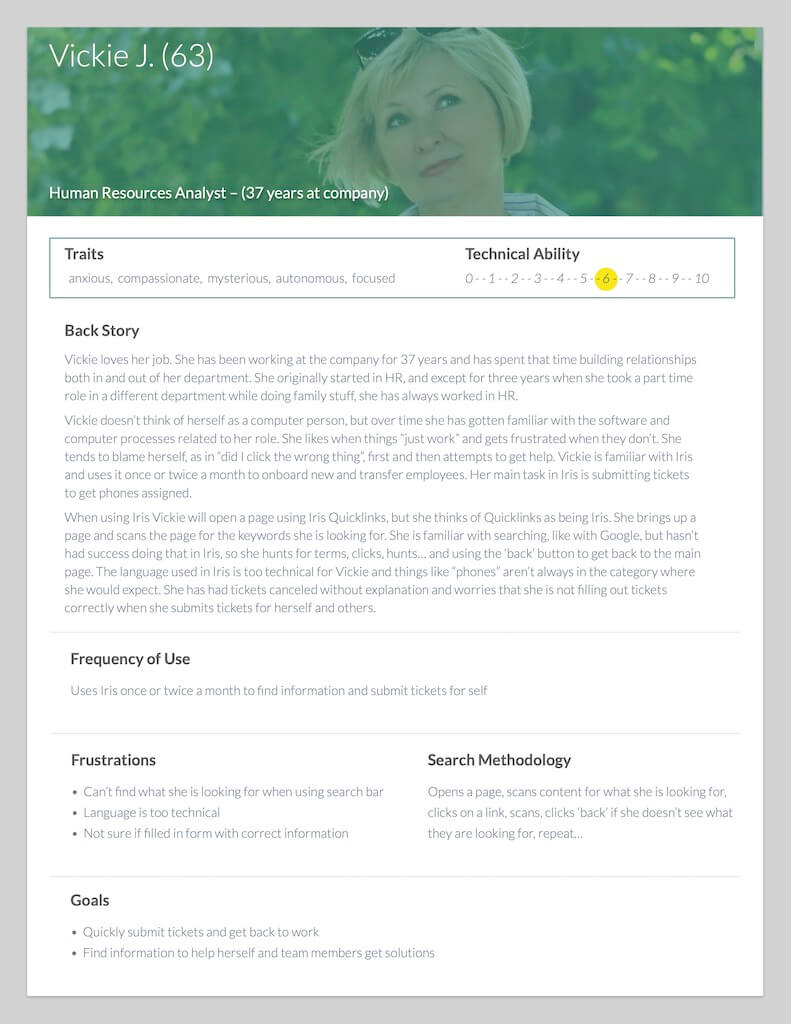 Vickie J. (63)
Human Resources Analyst – (37 years at company)
Traits
anxious, compassionate, mysterious, autonomous, focused
Technical Ability
0 - - 1 - - 2 - - 3 - - 4 - - 5 - - 6 - - 7 - - 8 - - 9 - - 10
Back Story
Vickie loves her job. She has been working at the company for 37 years and has spent that time building relationships
both in and out of her department. She originally started in HR, and except for three years when she took a part time
role in a different department while doing family stuff, she has always worked in HR.
Vickie doesn’t think of herself as a computer person, but over time she has gotten familiar with the software and
computer processes related to her role. She likes when things “just work” and gets frustrated when they don’t. She
tends to blame herself, as in “did I click the wrong thing”, first and then attempts to get help. Vickie is familiar with Iris
and uses it once or twice a month to onboard new and transfer employees. Her main task in Iris is submitting tickets
to get phones assigned.
When using Iris Vickie will open a page using Iris Quicklinks, but she thinks of Quicklinks as being Iris. She brings up a
page and scans the page for the keywords she is looking for. She is familiar with searching, like with Google, but hasn’t
had success doing that in Iris, so she hunts for terms, clicks, hunts... and using the ‘back’ button to get back to the main
page. The language used in Iris is too technical for Vickie and things like “phones” aren’t always in the category where
she would expect. She has had tickets canceled without explanation and worries that she is not filling out tickets
correctly when she submits tickets for herself and others.
Frequency of Use
Uses Iris once or twice a month to find information and submit tickets for self
Frustrations
• Can’t find what she is looking for when using search bar
• Language is too technical
• Not sure if filled in form with correct information
Search Methodology
Opens a page, scans content for what she is looking for,
clicks on a link, scans, clicks ‘back’ if she doesn’t see what
they are looking for, repeat...
Goals
• Quickly submit tickets and get back to work
• Find information to help herself and team members get solutions